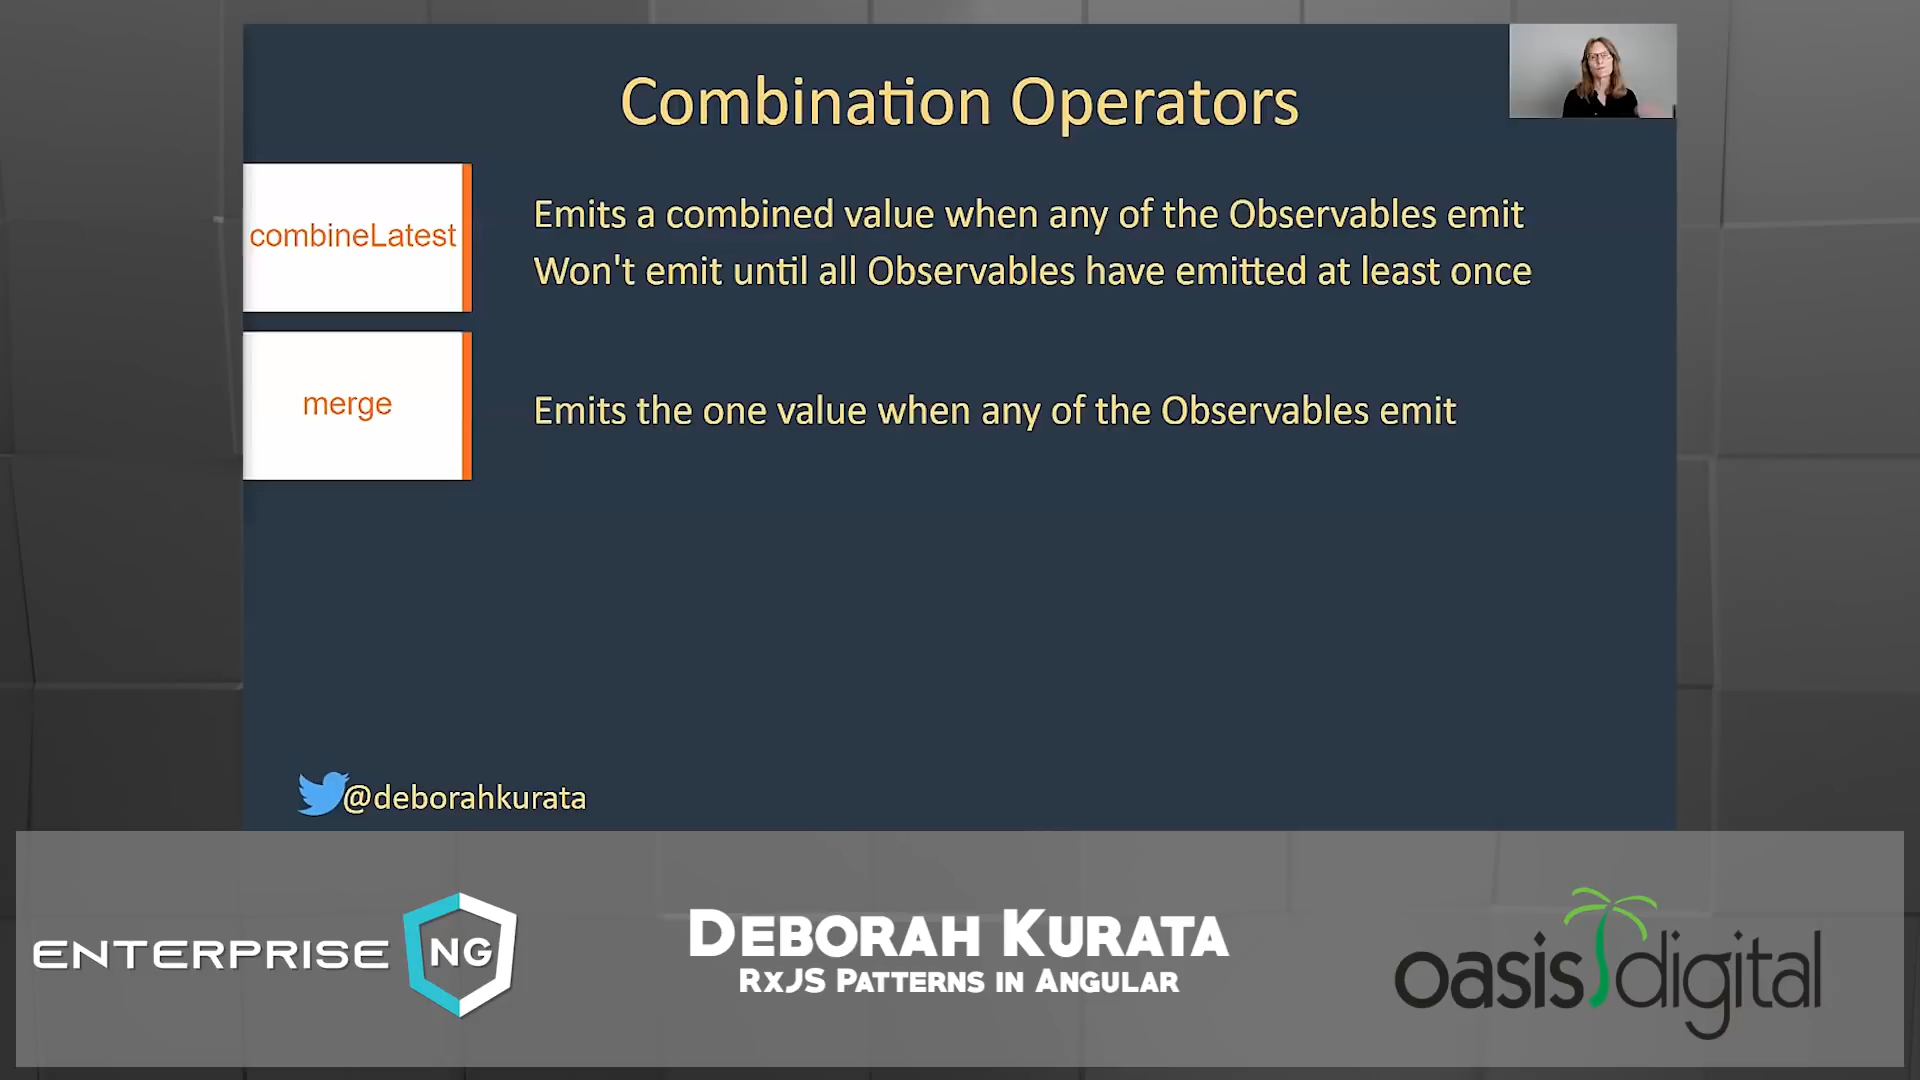 Combination Operators
combineLatest
Emits a combined value when any of the Observables emit
Won't emit until all Observables have emitted at least once
merge
Emits the one value when any of the Observables emit
@deborahkurata
ENTERPRISE NG
DEBORAH KURATA
RXJS PATTERNS IN ANGULAR
oasis digital